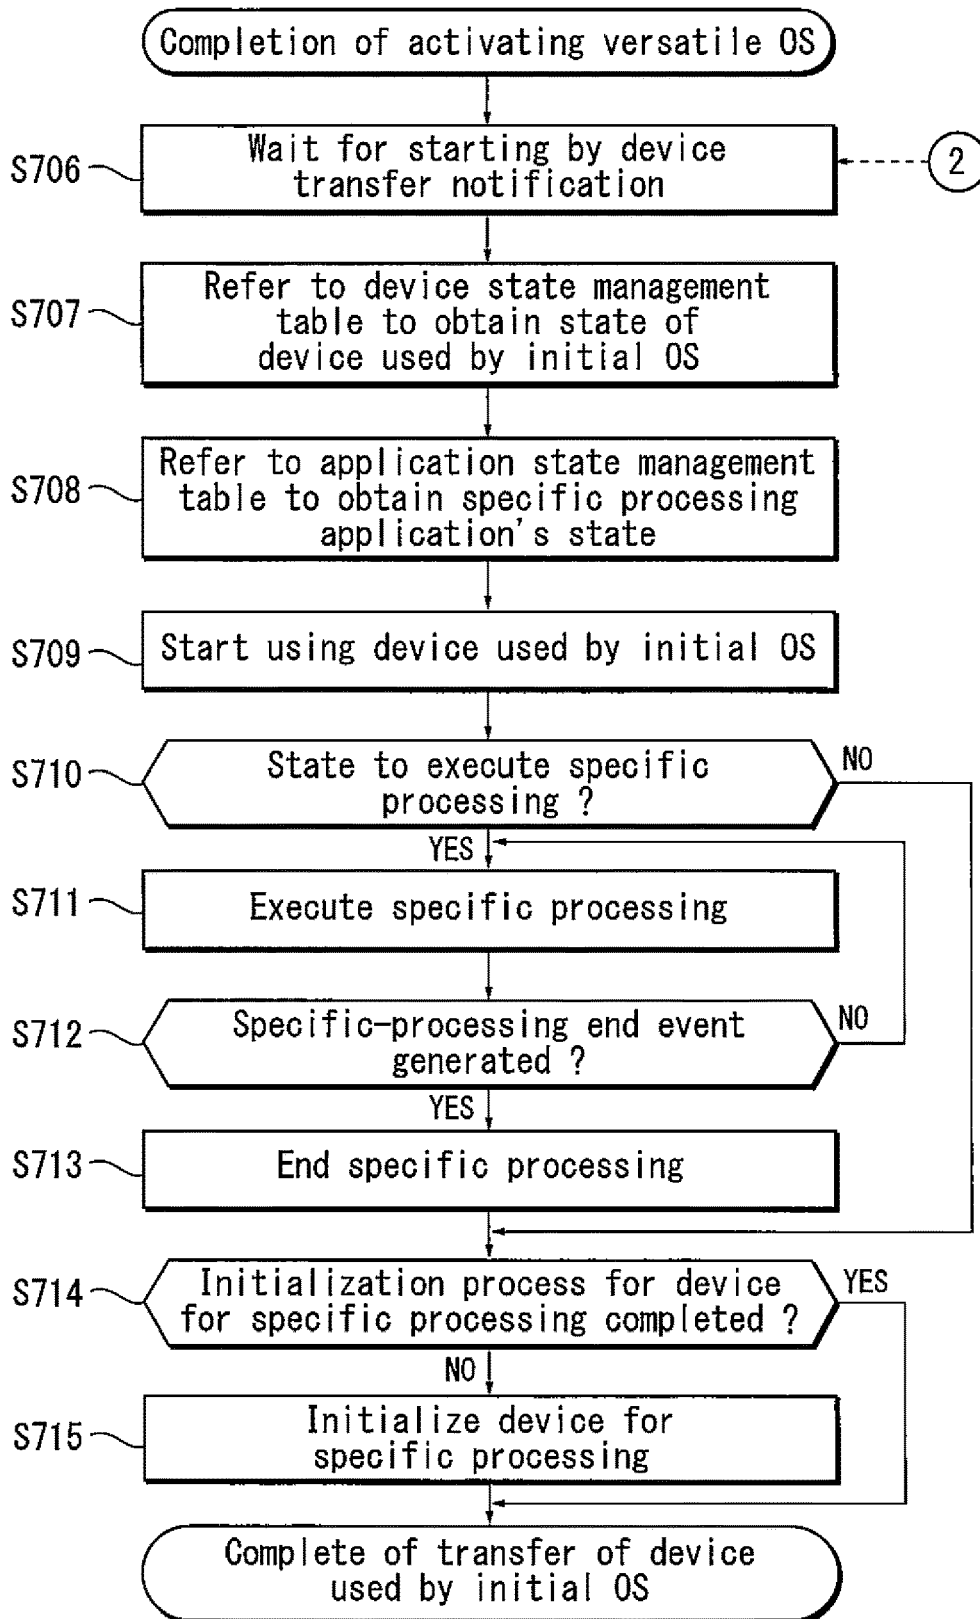 Completion of activating versatile OS
S706
Wait for starting by device
transfer notification
2
S707
Refer to device state management
table to obtain state of
device used by initial OS
S708
Refer to application state management
table to obtain specific processing
application's state
S709
Start using device used by initial OS
S710
State to execute specific
processing ?
NO
YES
S711
Execute specific processing
S712
Specific-processing end event
generated ?
NO
YES
S713
End specific processing
S714
Initialization process for device
for specific processing completed ?
YES
NO
S715
Initialize device for
specific processing
Complete of transfer of device
used by initial OS